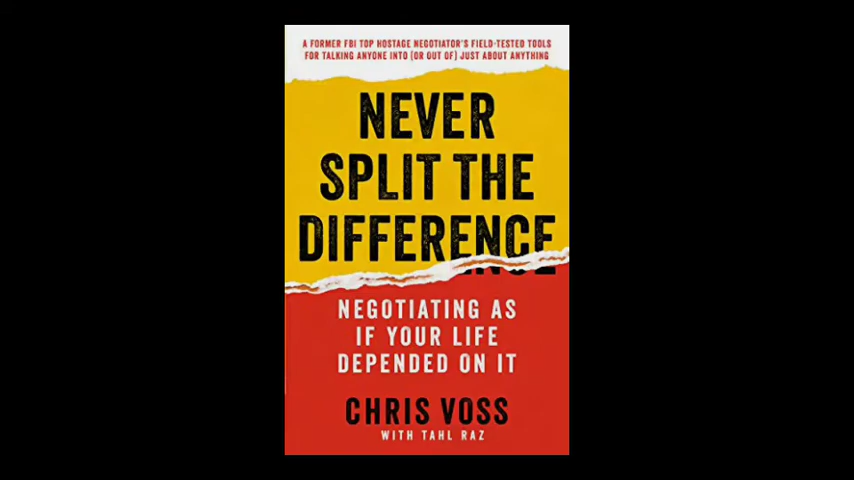 A FORMER FBI TOP HOSTAGE NEGOTIATOR'S FIELD-TESTED TOOLS
FOR TALKING ANYONE INTO (OR OUT OF) JUST ABOUT ANYTHING
NEVER
SPLIT THE
DIFFERENCE
NEGOTIATING AS
IF YOUR LIFE
DEPENDED ON IT
CHRIS VOSS
WITH TAHL RAZ